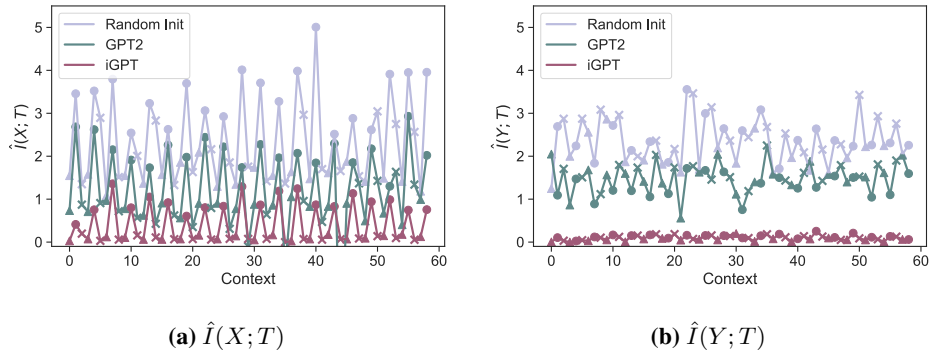 5
4
3
2
1
0
Î(X; T)
Random Init
GPT2
iGPT
0 10 20 30 40 50 60
Context
5
4
3
2
1
0
Î(Y; T)
Random Init
GPT2
iGPT
0 10 20 30 40 50 60
Context
(a) Î(X; T)
(b) Î(Y; T)